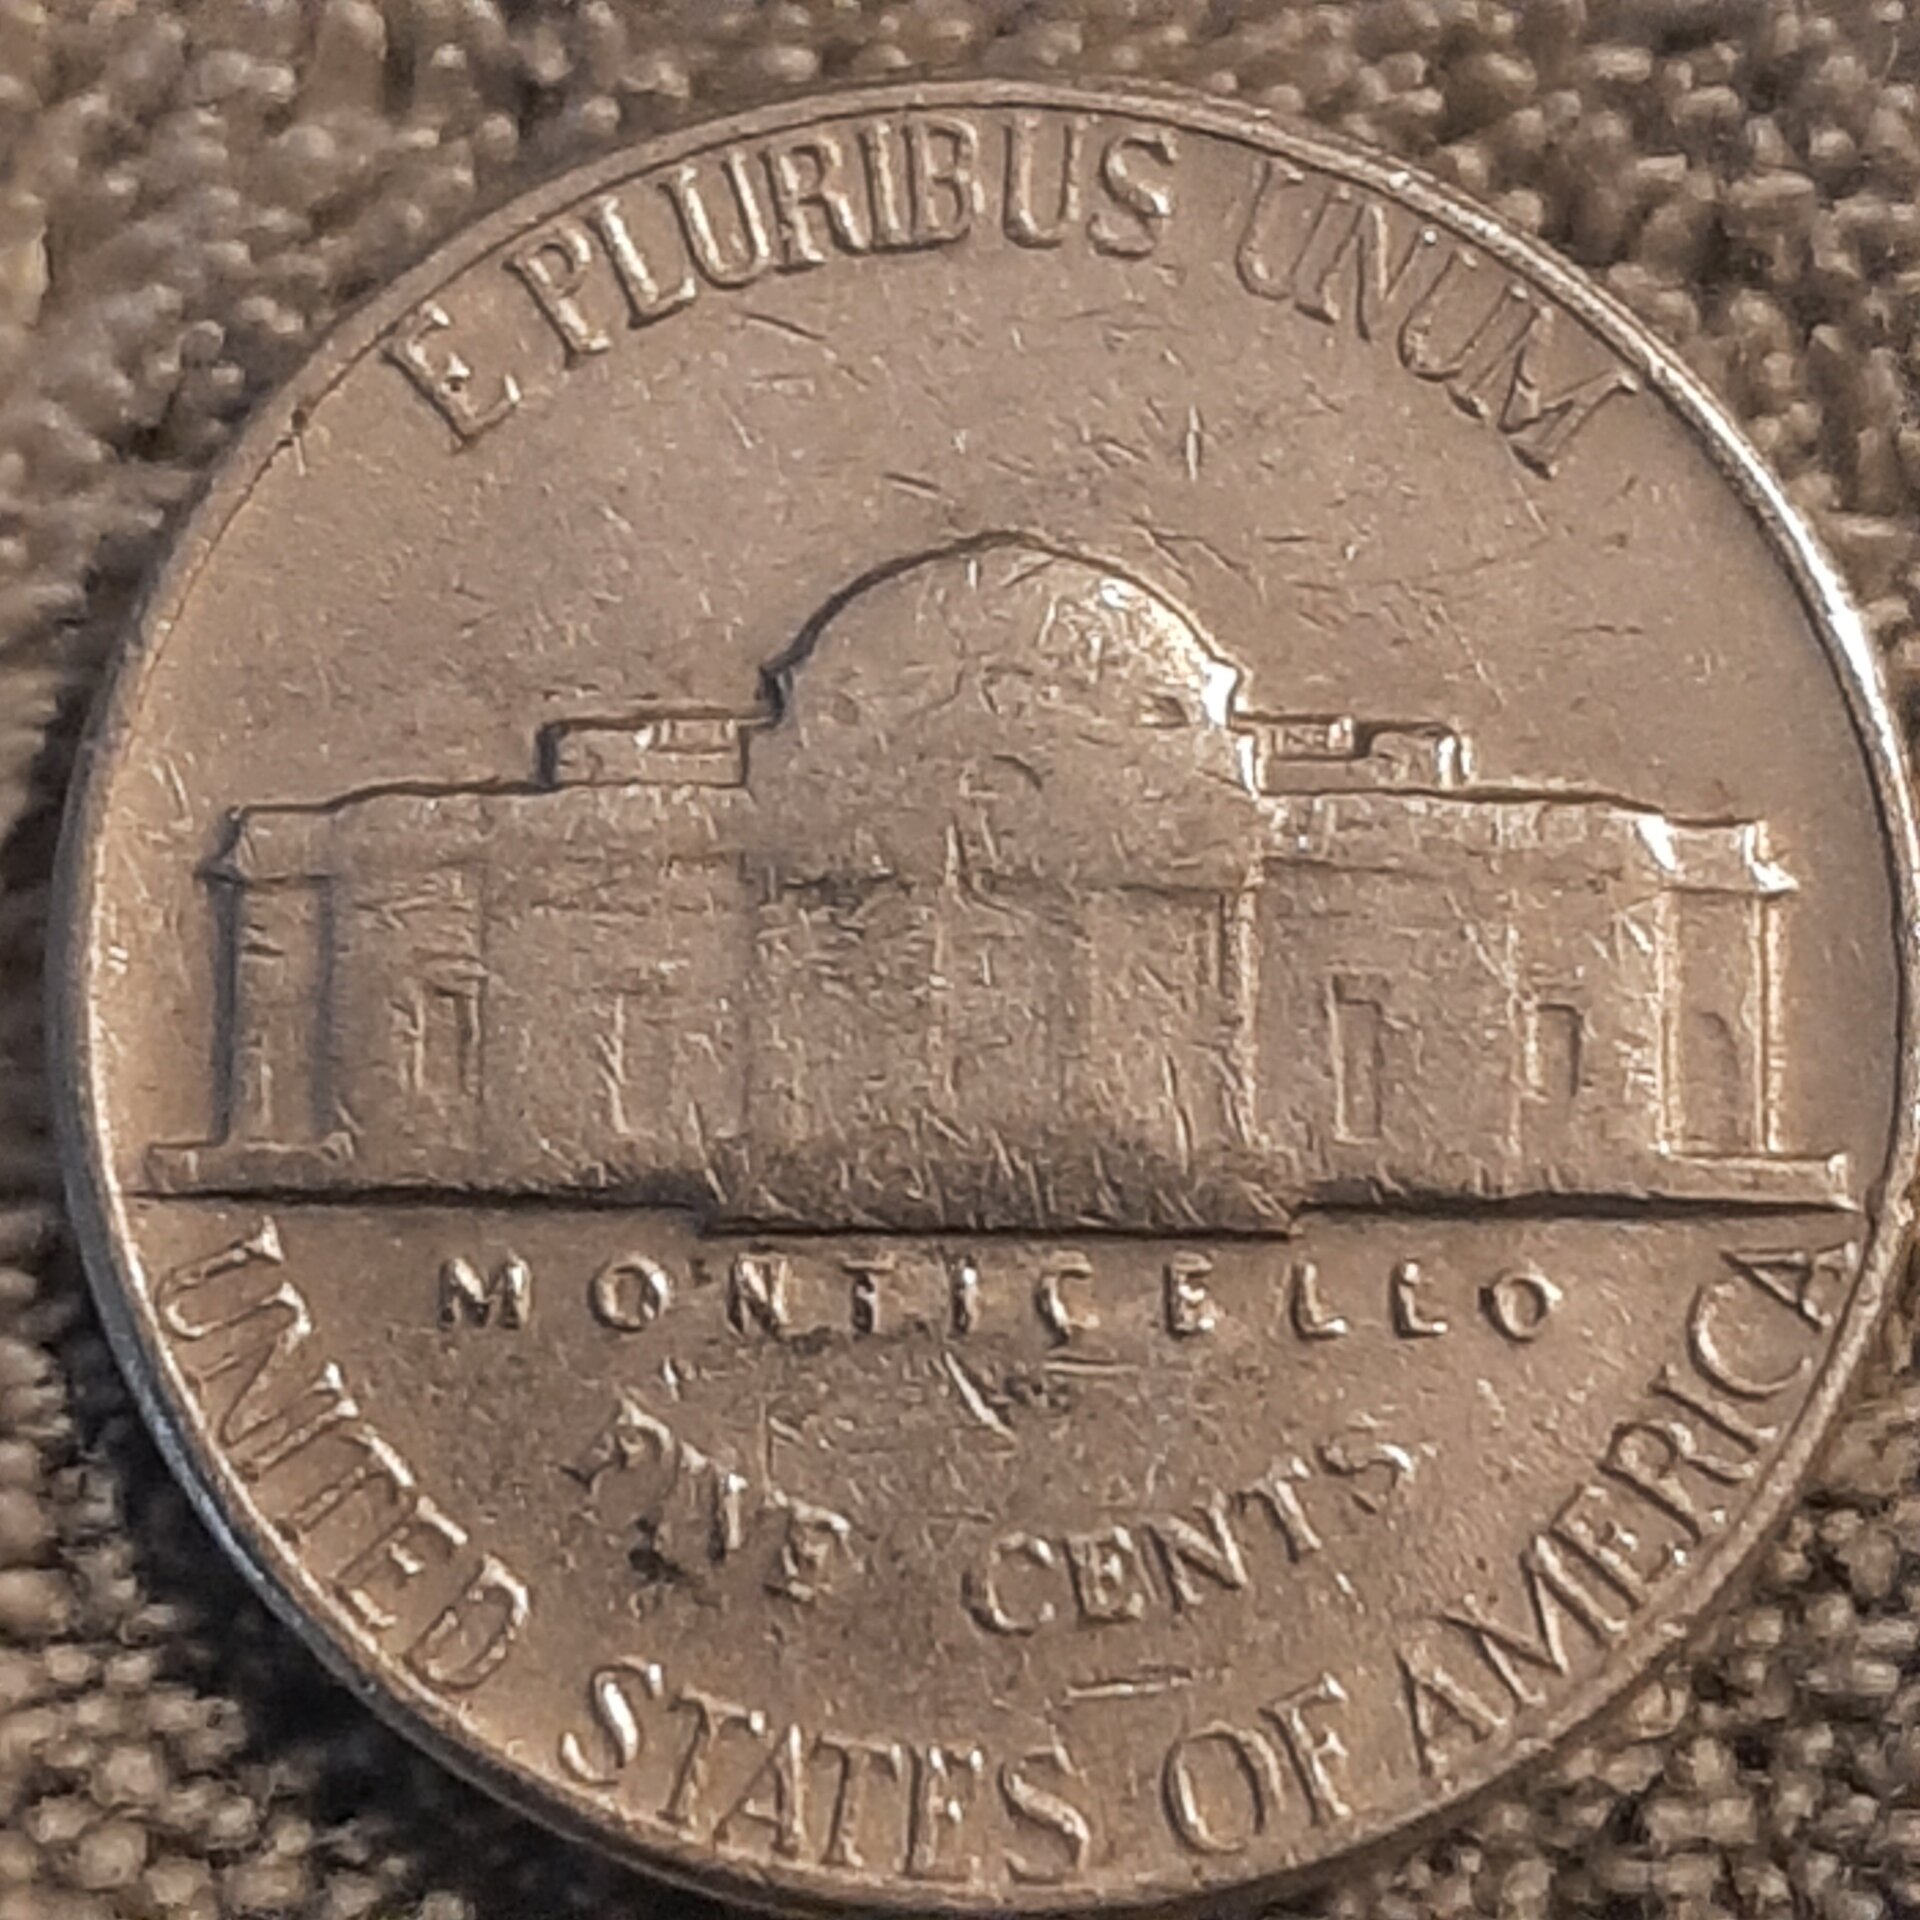 E PLURIBUS UNUM
MONTICELLO
FIVE CENTS
UNITED STATES OF AMERICA